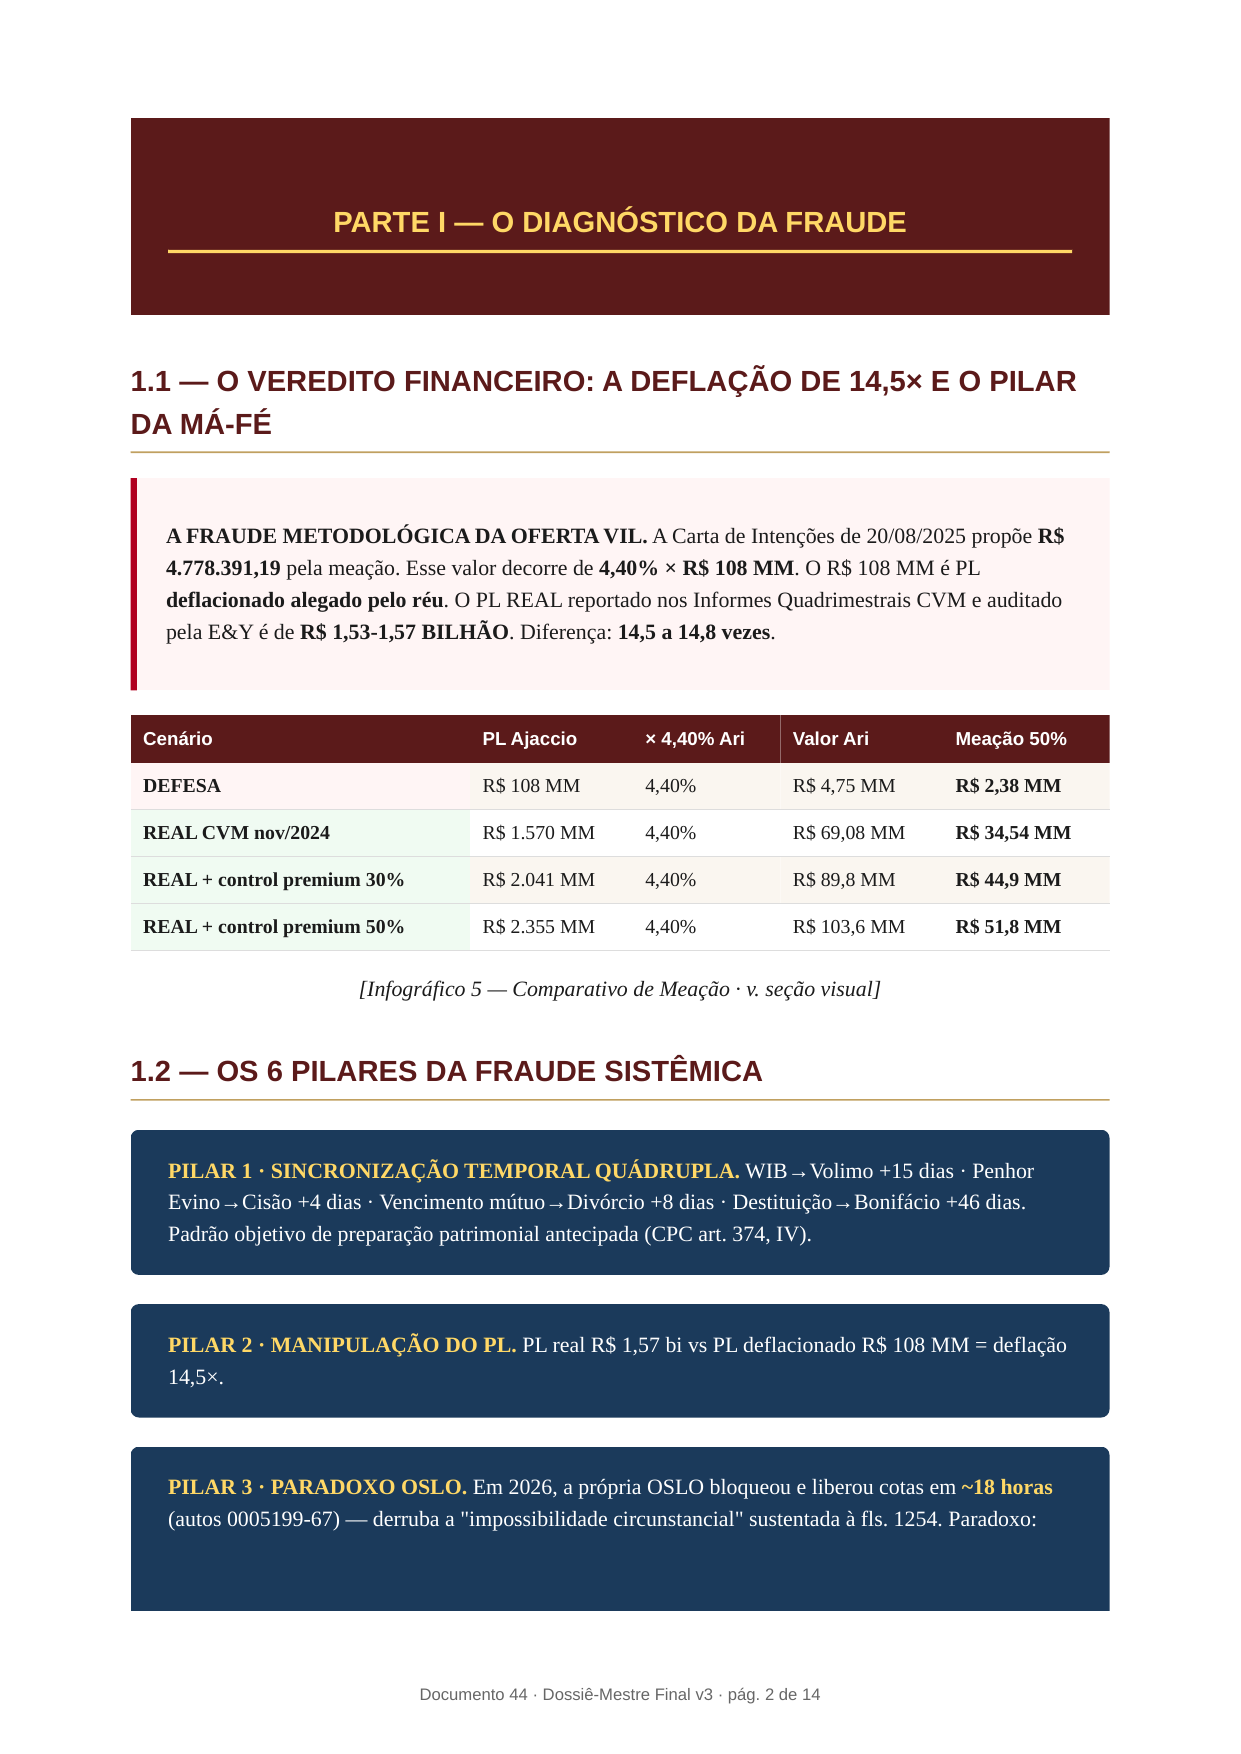 PARTE I — O DIAGNÓSTICO DA FRAUDE
1.1 — O VEREDITO FINANCEIRO: A DEFLAÇÃO DE 14,5× E O PILAR
DA MÁ-FÉ
A FRAUDE METODOLÓGICA DA OFERTA VIL. A Carta de Intenções de 20/08/2025 propõe R$
4.778.391,19 pela meação. Esse valor decorre de 4,40% × R$ 108 MM. O R$ 108 MM é PL
deflacionado alegado pelo réu. O PL REAL reportado nos Informes Quadrimestrais CVM e auditado
pela E&Y é de R$ 1,53-1,57 BILHÃO. Diferença: 14,5 a 14,8 vezes.
Cenário PL Ajaccio × 4,40% Ari Valor Ari Meação 50%
DEFESA R$ 108 MM 4,40% R$ 4,75 MM R$ 2,38 MM
REAL CVM nov/2024 R$ 1.570 MM 4,40% R$ 69,08 MM R$ 34,54 MM
REAL + control premium 30% R$ 2.041 MM 4,40% R$ 89,8 MM R$ 44,9 MM
REAL + control premium 50% R$ 2.355 MM 4,40% R$ 103,6 MM R$ 51,8 MM
[Infográfico 5 — Comparativo de Meação · v. seção visual]
1.2 — OS 6 PILARES DA FRAUDE SISTÊMICA
PILAR 1 · SINCRONIZAÇÃO TEMPORAL QUÁDRUPLA. WIB→Volimo +15 dias · Penhor
Evino→Cisão +4 dias · Vencimento mútuo→Divórcio +8 dias · Destituição→Bonifácio +46 dias.
Padrão objetivo de preparação patrimonial antecipada (CPC art. 374, IV).
PILAR 2 · MANIPULAÇÃO DO PL. PL real R$ 1,57 bi vs PL deflacionado R$ 108 MM = deflação
14,5×.
PILAR 3 · PARADOXO OSLO. Em 2026, a própria OSLO bloqueou e liberou cotas em ~18 horas
(autos 0005199-67) — derruba a "impossibilidade circunstancial" sustentada à fls. 1254. Paradoxo:
Documento 44 · Dossiê-Mestre Final v3 · pág. 2 de 14